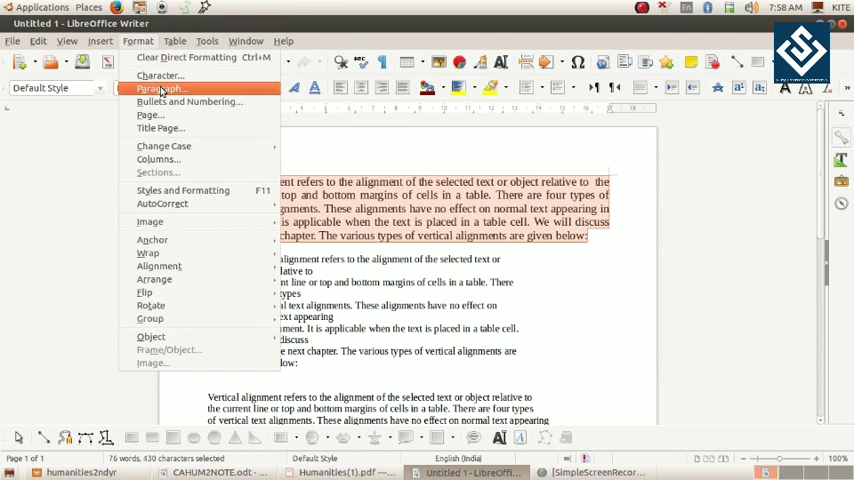 Applications Places En 7:58 AM KITE
Untitled 1 - LibreOffice Writer
File Edit View Insert Format Table Tools Window Help
Clear Direct Formatting Ctrl+M
Character...
Default Style
Paragraph...
Bullets and Numbering...
Page...
Title Page...
Change Case
Columns...
Sections...
Styles and Formatting F11
AutoCorrect
Image
Anchor
Wrap
Alignment
Arrange
Flip
Rotate
Group
Object
Frame/Object...
Image...
ent refers to the alignment of the selected text or object relative to the
top and bottom margins of cells in a table. There are four types of
gnments. These alignments have no effect on normal text appearing in
is applicable when the text is placed in a table cell. We will discuss
chapter. The various types of vertical alignments are given below:
alignment refers to the alignment of the selected text or
elative to
nt line or top and bottom margins of cells in a table. There
types
al text alignments. These alignments have no effect on
ext appearing
ument. It is applicable when the text is placed in a table cell.
discuss
e next chapter. The various types of vertical alignments are
low:
Vertical alignment refers to the alignment of the selected text or object relative to
the current line or top and bottom margins of cells in a table. There are four types
of vertical text alignments. These alignments have no effect on normal text appearing
Page 1 of 1 76 words, 430 characters selected Default Style English (India) 100%
humanities2ndyr CAHUM2NOTE.odt - ... Humanities(1).pdf —... Untitled 1 - LibreOffi... [SimpleScreenRecor...